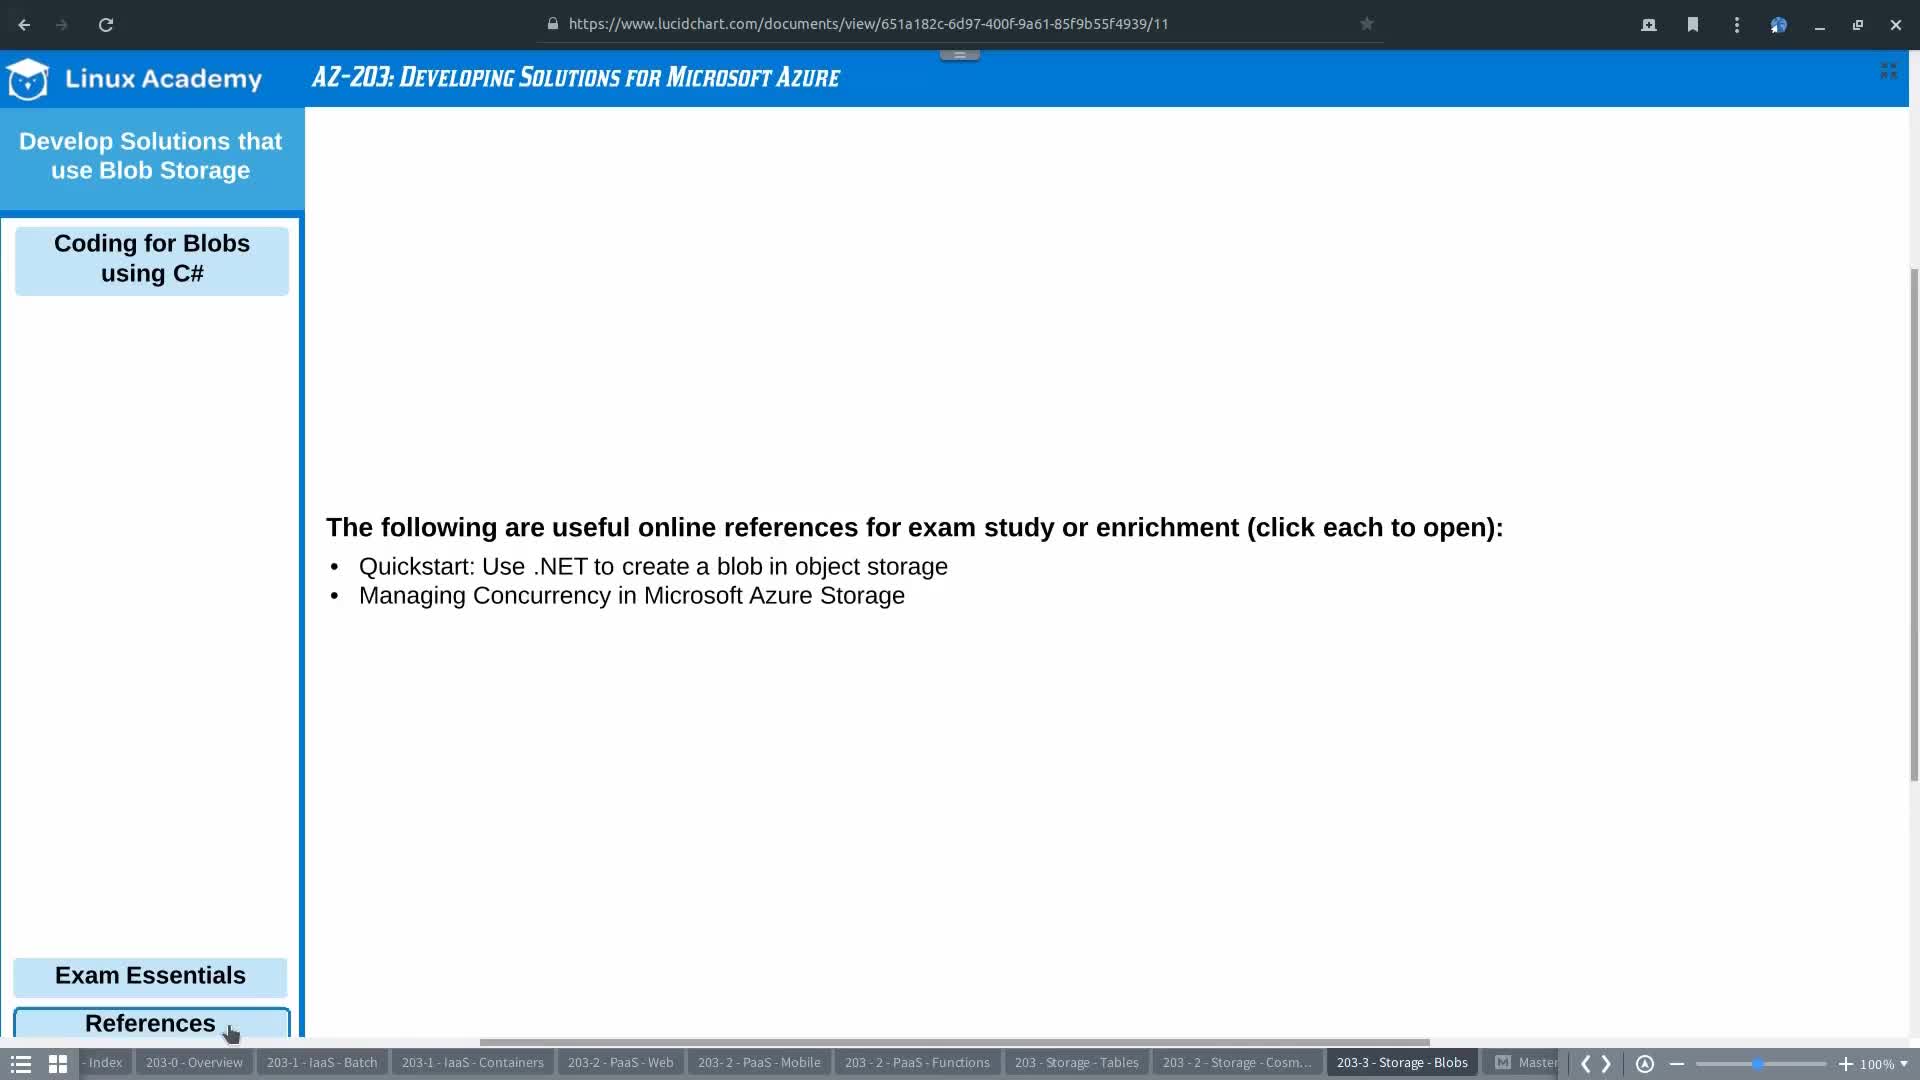 https://www.lucidchart.com/documents/view/651a182c-6d97-400f-9a61-85f9b55f4939/11
Linux Academy
AZ-203: Developing Solutions for Microsoft Azure
Develop Solutions that
use Blob Storage
Coding for Blobs
using C#
The following are useful online references for exam study or enrichment (click each to open):
• Quickstart: Use .NET to create a blob in object storage
• Managing Concurrency in Microsoft Azure Storage
Exam Essentials
References
- Index
203-0 - Overview
203-1 - IaaS - Batch
203-1 - IaaS - Containers
203-2 - PaaS - Web
203- 2 - PaaS - Mobile
203 - 2 - PaaS - Functions
203 - Storage - Tables
203 - 2 - Storage - Cosm...
203-3 - Storage - Blobs
M Master
100%